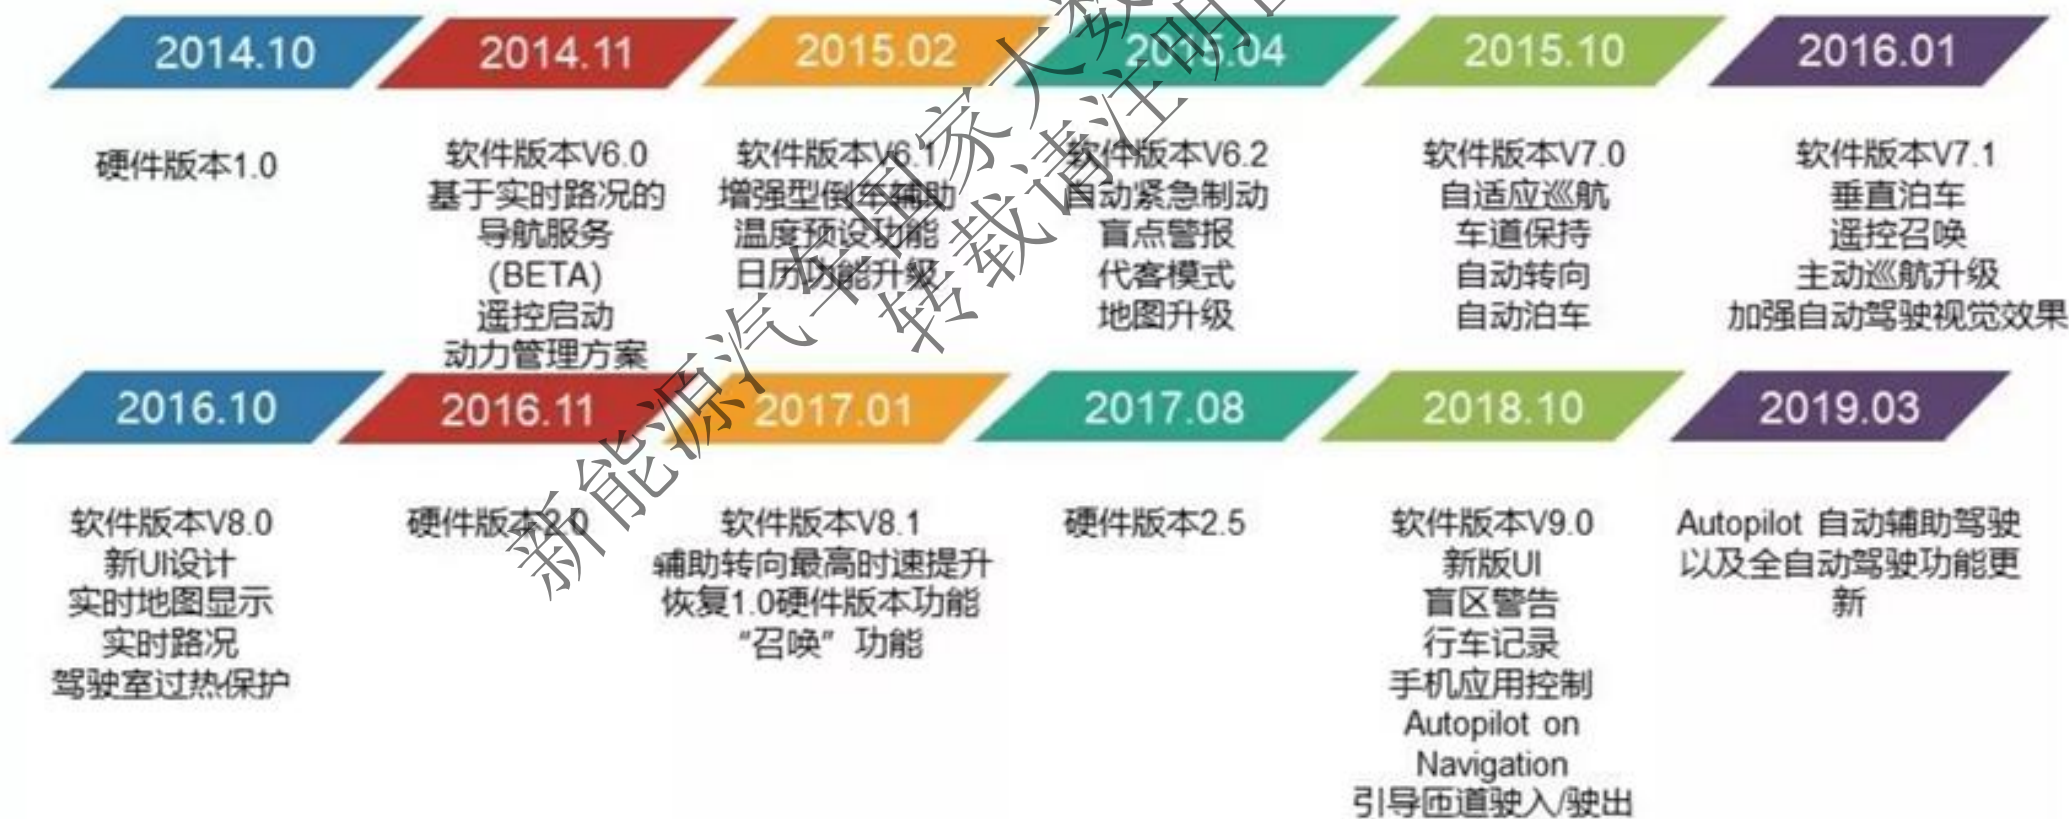 2014.10
2014.11
2015.02
2015.04
2015.10
2016.01
硬件版本1.0
软件版本V6.0
基于实时路况的
导航服务
(BETA)
遥控启动
动力管理方案
软件版本V6.1
增强型倒车辅助
温度预设功能
日历功能升级
软件版本V6.2
自动紧急制动
盲点警报
代客模式
地图升级
软件版本V7.0
自适应巡航
车道保持
自动转向
自动泊车
软件版本V7.1
垂直泊车
遥控召唤
主动巡航升级
加强自动驾驶视觉效果
2016.10
2016.11
2017.01
2017.08
2018.10
2019.03
软件版本V8.0
新UI设计
实时地图显示
实时路况
驾驶室过热保护
硬件版本2.0
软件版本V8.1
辅助转向最高时速提升
恢复1.0硬件版本功能
“召唤”功能
硬件版本2.5
软件版本V9.0
新版UI
盲区警告
行车记录
手机应用控制
Autopilot on
Navigation
引导匝道驶入/驶出
Autopilot 自动辅助驾驶
以及全自动驾驶功能更
新
新能源汽车国家大数
转载请注明